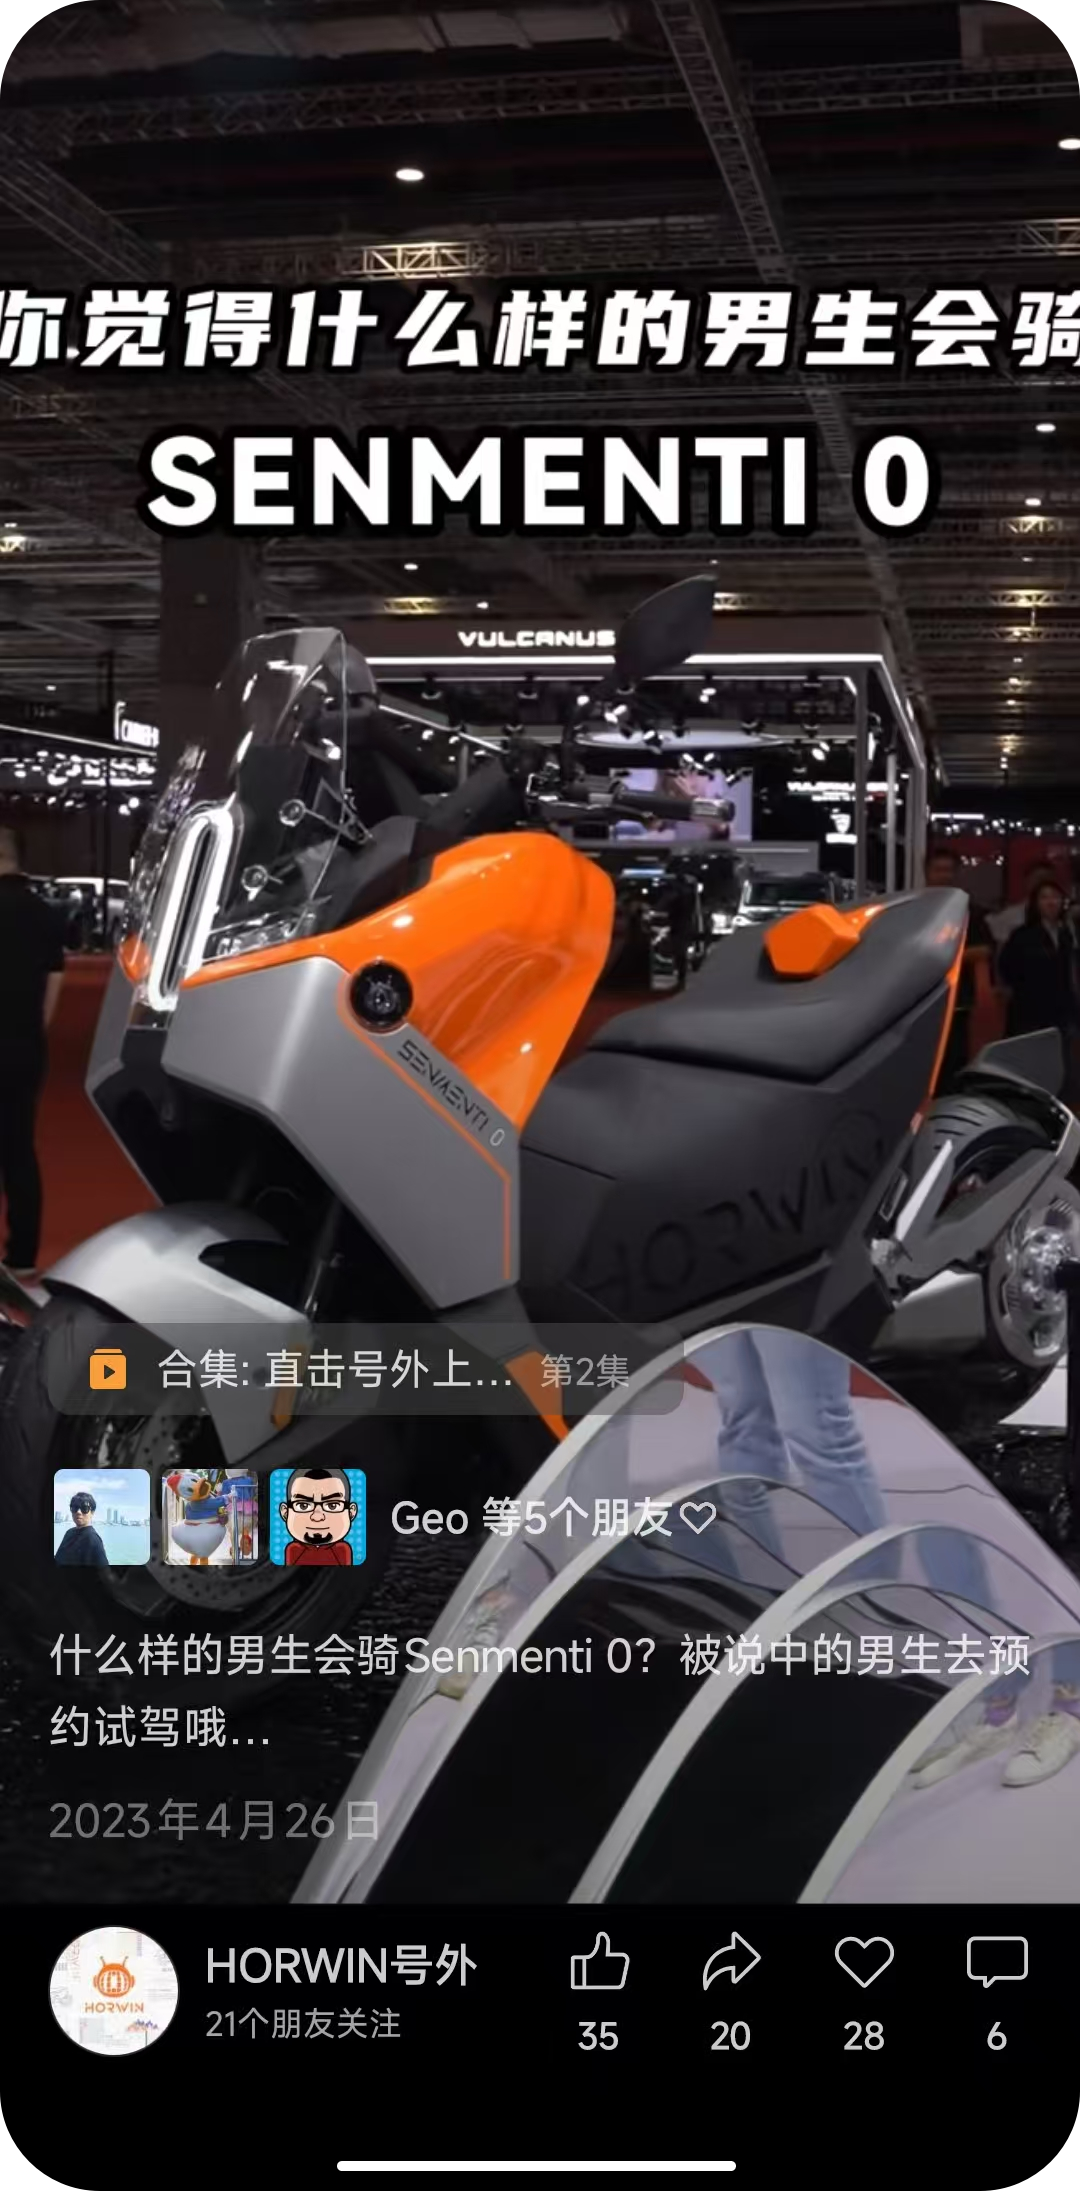 你觉得什么样的男生会骑
SENMENTI 0
VULCANUS
SENMENTI 0
HORWIN
合集: 直击号外上... 第2集
Geo 等5个朋友♡
什么样的男生会骑Senmenti 0？被说中的男生去预
约试驾哦...
2023年4月26日
HORWIN
HORWIN号外
21个朋友关注
35 20 28 6